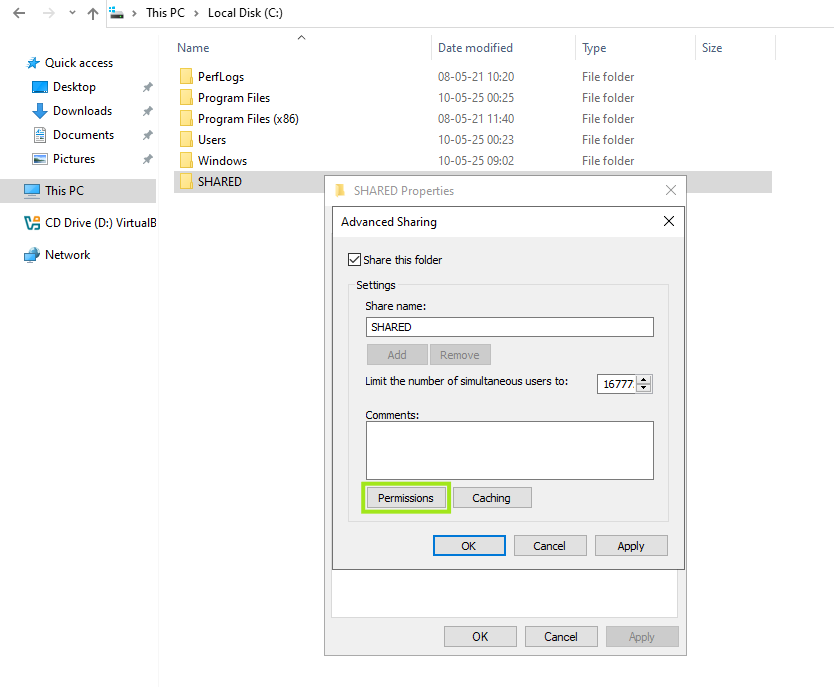 This PC > Local Disk (C:)
Name Date modified Type Size
Quick access
Desktop
Downloads
Documents
Pictures
This PC
CD Drive (D:) VirtualB
Network
PerfLogs 08-05-21 10:20 File folder
Program Files 10-05-25 00:25 File folder
Program Files (x86) 08-05-21 11:40 File folder
Users 10-05-25 00:23 File folder
Windows 10-05-25 09:02 File folder
SHARED
SHARED Properties
Advanced Sharing
Share this folder
Settings
Share name:
SHARED
Add Remove
Limit the number of simultaneous users to: 16777
Comments:
Permissions Caching
OK Cancel Apply
OK Cancel Apply